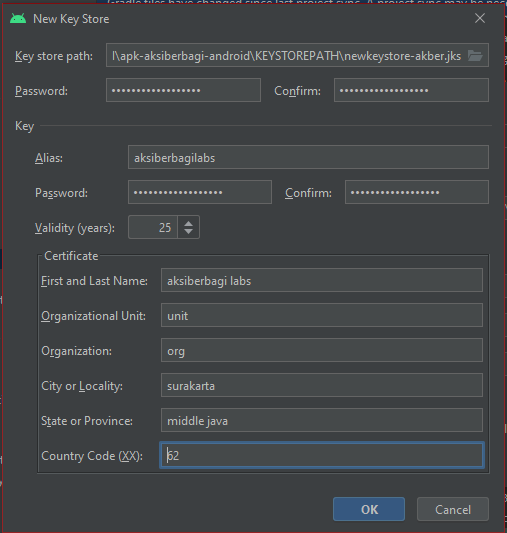 Gradle files have changed since last project sync. A project sync may be nece
New Key Store
Key store path: l\apk-aksiberbagi-android\KEYSTOREPATH\newkeystore-akber.jks
Password: •••••••••••••••••• Confirm: ••••••••••••••••••
Key
Alias: aksiberbagilabs
Password: •••••••••••••••••• Confirm: ••••••••••••••••••
Validity (years): 25
Certificate
First and Last Name: aksiberbagi labs
Organizational Unit: unit
Organization: org
City or Locality: surakarta
State or Province: middle java
Country Code (XX): 62
OK Cancel